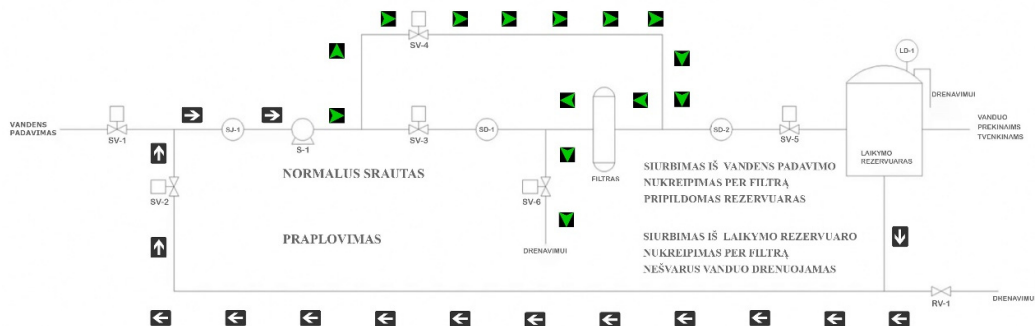 SV-4
LD-1
DRENAVIMUI
VANDENS
PADAVIMAS
SV-1
SJ-1
S-1
SV-3
SD-1
SD-2
SV-5
VANDUO
PREKINAIMS
TVENKINAMS
LAIKYMO
REZERVUARAS
SV-2
NORMALUS SRAUTAS
SV-6
FILTRAS
SIURBIMAS IŠ VANDENS PADAVIMO
NUKREIPIMAS PER FILTRĄ
PRIPILDOMAS REZERVUARAS
PRAPLOVIMAS
DRENAVIMUI
SIURBIMAS IŠ LAIKYMO REZERVUARO
NUKREIPIMAS PER FILTRĄ
NEŠVARUS VANDUO DRENUOJAMAS
RV-1
DRENAVIMU